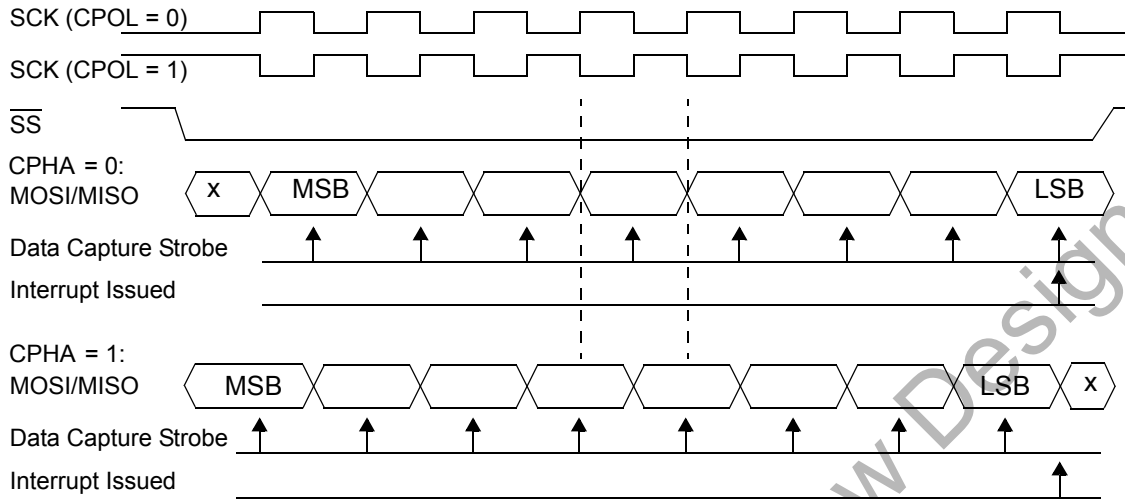 SCK (CPOL = 0)
SCK (CPOL = 1)
SS
CPHA = 0:
MOSI/MISO
x
MSB
LSB
Data Capture Strobe
Interrupt Issued
CPHA = 1:
MOSI/MISO
MSB
LSB
x
Data Capture Strobe
Interrupt Issued
w Design